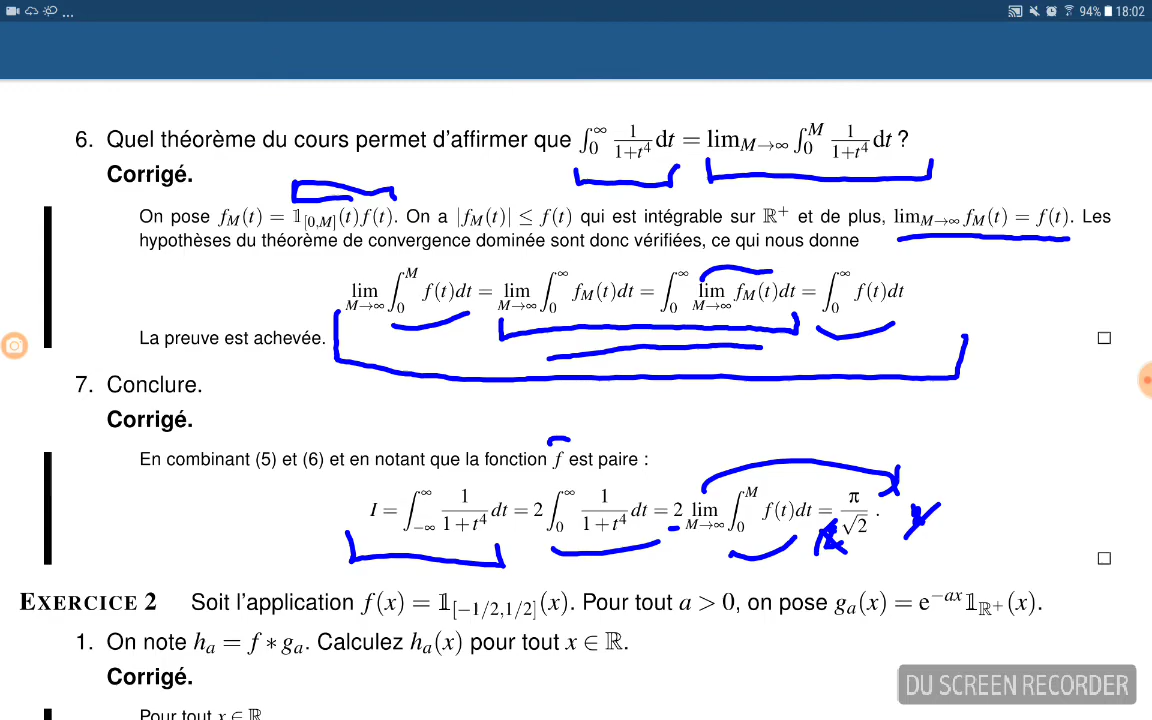 ... 94% 18:02
6. Quel théorème du cours permet d'affirmer que ∫₀^∞ 1/(1+t⁴) dt = lim_{M→∞} ∫₀^M 1/(1+t⁴) dt ?
Corrigé.
On pose f_M(t) = 𝟙_{[0,M]}(t)f(t). On a |f_M(t)| ≤ f(t) qui est intégrable sur ℝ⁺ et de plus, lim_{M→∞} f_M(t) = f(t). Les
hypothèses du théorème de convergence dominée sont donc vérifiées, ce qui nous donne
lim_{M→∞} ∫₀^M f(t)dt = lim_{M→∞} ∫₀^∞ f_M(t)dt = ∫₀^∞ lim_{M→∞} f_M(t)dt = ∫₀^∞ f(t)dt
La preuve est achevée. □
7. Conclure.
Corrigé.
En combinant (5) et (6) et en notant que la fonction f est paire :
I = ∫_{-∞}^∞ 1/(1+t⁴) dt = 2 ∫₀^∞ 1/(1+t⁴) dt = 2 lim_{M→∞} ∫₀^M f(t)dt = π/√2 .
□
EXERCICE 2 Soit l'application f(x) = 𝟙_{[-1/2,1/2]}(x). Pour tout a > 0, on pose g_a(x) = e^{-ax}𝟙_{ℝ⁺}(x).
1. On note h_a = f ∗ g_a. Calculez h_a(x) pour tout x ∈ ℝ.
Corrigé.
Pour tout x ∈ ℝ
DU SCREEN RECORDER